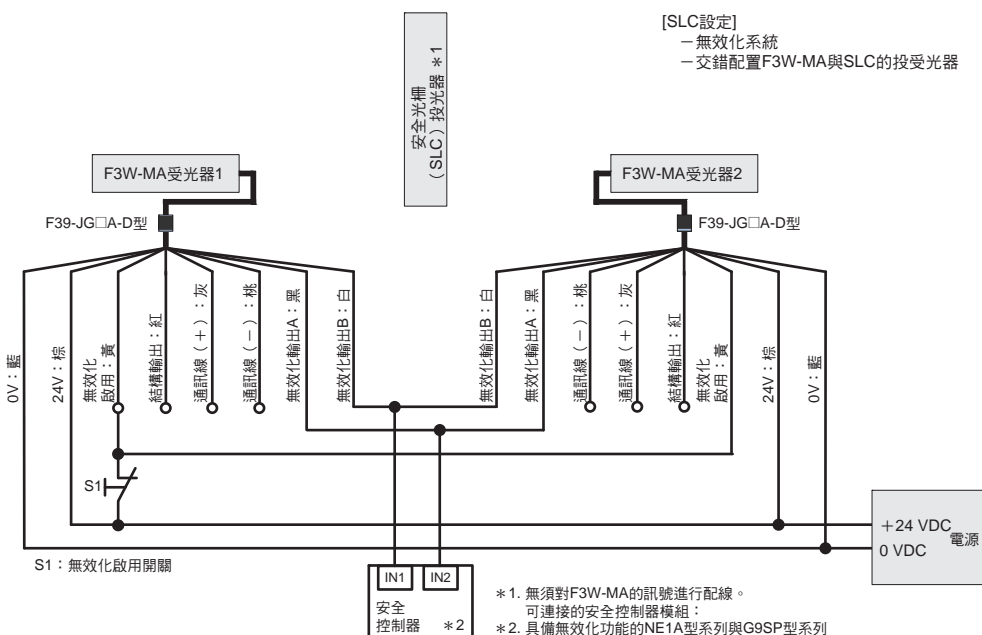 [SLC設定]
－無效化系統
－交錯配置F3W-MA與SLC的投受光器
安全光柵
（SLC）投光器＊1
F3W-MA受光器1
F3W-MA受光器2
F39-JG□A-D型
F39-JG□A-D型
0V：藍
24V：棕
無效化
啟用：黃
結構輸出：紅
通訊線（＋）：灰
通訊線（－）：桃
無效化輸出A：黑
無效化輸出B：白
無效化輸出B：白
無效化輸出A：黑
通訊線（－）：桃
通訊線（＋）：灰
結構輸出：紅
無效化
啟用：黃
24V：棕
0V：藍
S1
＋24 VDC
電源
0 VDC
S1：無效化啟用開關
IN1 IN2
安全
控制器 ＊2
＊1. 無須對F3W-MA的訊號進行配線。
可連接的安全控制器模組：
＊2. 具備無效化功能的NE1A型系列與G9SP型系列